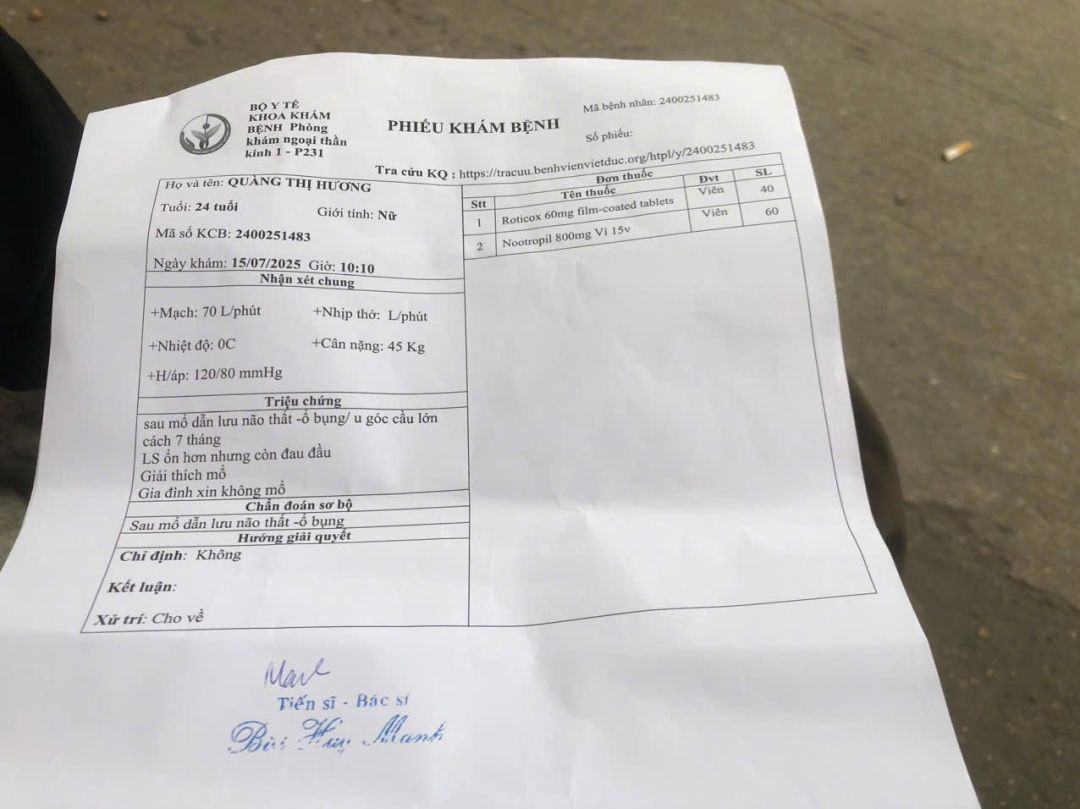 BỘ Y TẾ
KHOA KHÁM
BỆNH Phòng
khám ngoại thần
kinh 1 - P231
PHIẾU KHÁM BỆNH
Mã bệnh nhân: 2400251483
Số phiếu:
Tra cứu KQ : https://tracuu.benhvienvietduc.org/htpl/y/2400251483
Họ và tên: QUÀNG THỊ HƯƠNG
Tuổi: 24 tuổi Giới tính: Nữ
Mã số KCB: 2400251483
Ngày khám: 15/07/2025 Giờ: 10:10
Nhận xét chung
+Mạch: 70 L/phút +Nhịp thở: L/phút
+Nhiệt độ: 0C +Cân nặng: 45 Kg
+H/áp: 120/80 mmHg
Triệu chứng
sau mổ dẫn lưu não thất -ổ bụng/ u góc cầu lớn
cách 7 tháng
LS ổn hơn nhưng còn đau đầu
Giải thích mổ
Gia đình xin không mổ
Chẩn đoán sơ bộ
Sau mổ dẫn lưu não thất -ổ bụng
Hướng giải quyết
Chỉ định: Không
Kết luận:
Xử trí: Cho về
Đơn thuốc
Stt Tên thuốc Đvt SL
1 Roticox 60mg film-coated tablets Viên 40
2 Nootropil 800mg Vỉ 15v Viên 60
Tiến sĩ - Bác sĩ
Bùi Huy Mạnh